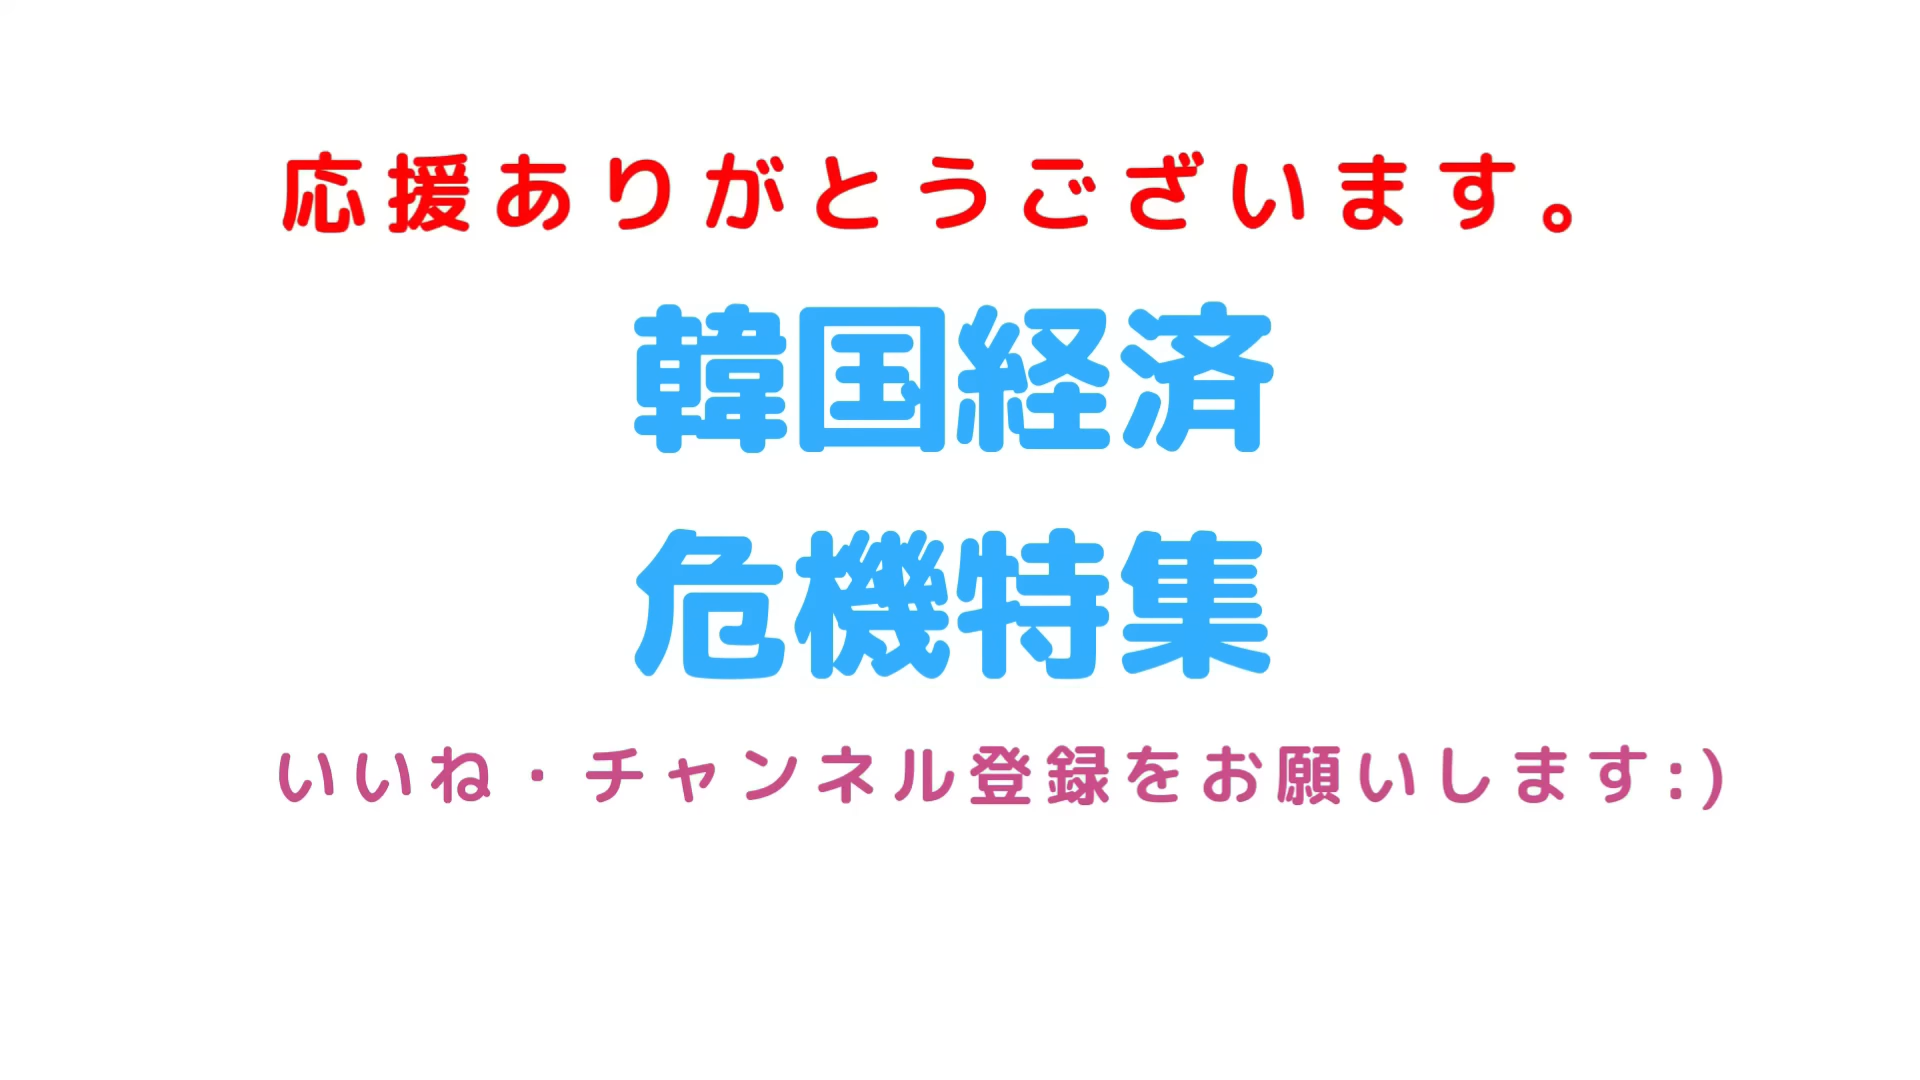 応援ありがとうございます。
韓国経済
危機特集
いいね・チャンネル登録をお願いします:)